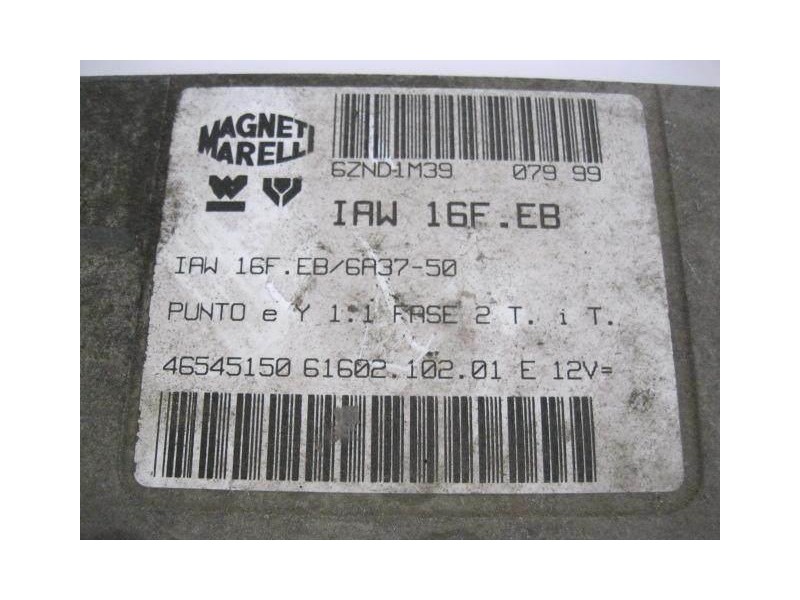 MAGNETI
MARELLI
6ZND1M39 079 99
IAW 16F.EB
IAW 16F.EB/6A37-50
PUNTO e Y 1.1 FASE 2 T. i T.
46545150 61602.102.01 E 12V=